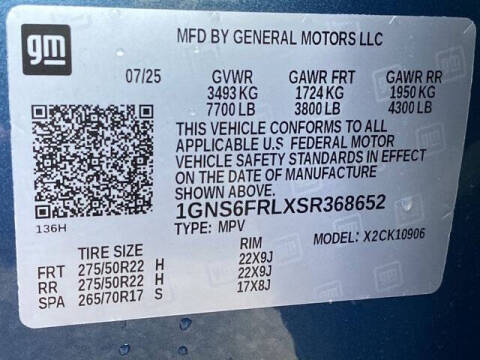 gm
MFD BY GENERAL MOTORS LLC
07/25 GVWR GAWR FRT GAWR RR
3493 KG 1724 KG 1950 KG
7700 LB 3800 LB 4300 LB
THIS VEHICLE CONFORMS TO ALL
APPLICABLE U.S FEDERAL MOTOR
VEHICLE SAFETY STANDARDS IN EFFECT
ON THE DATE OF MANUFACTURE
SHOWN ABOVE.
1GNS6FRLXSR368652
136H TYPE: MPV MODEL: X2CK10906
TIRE SIZE RIM
FRT 275/50R22 H 22X9J
RR 275/50R22 H 22X9J
SPA 265/70R17 S 17X8J